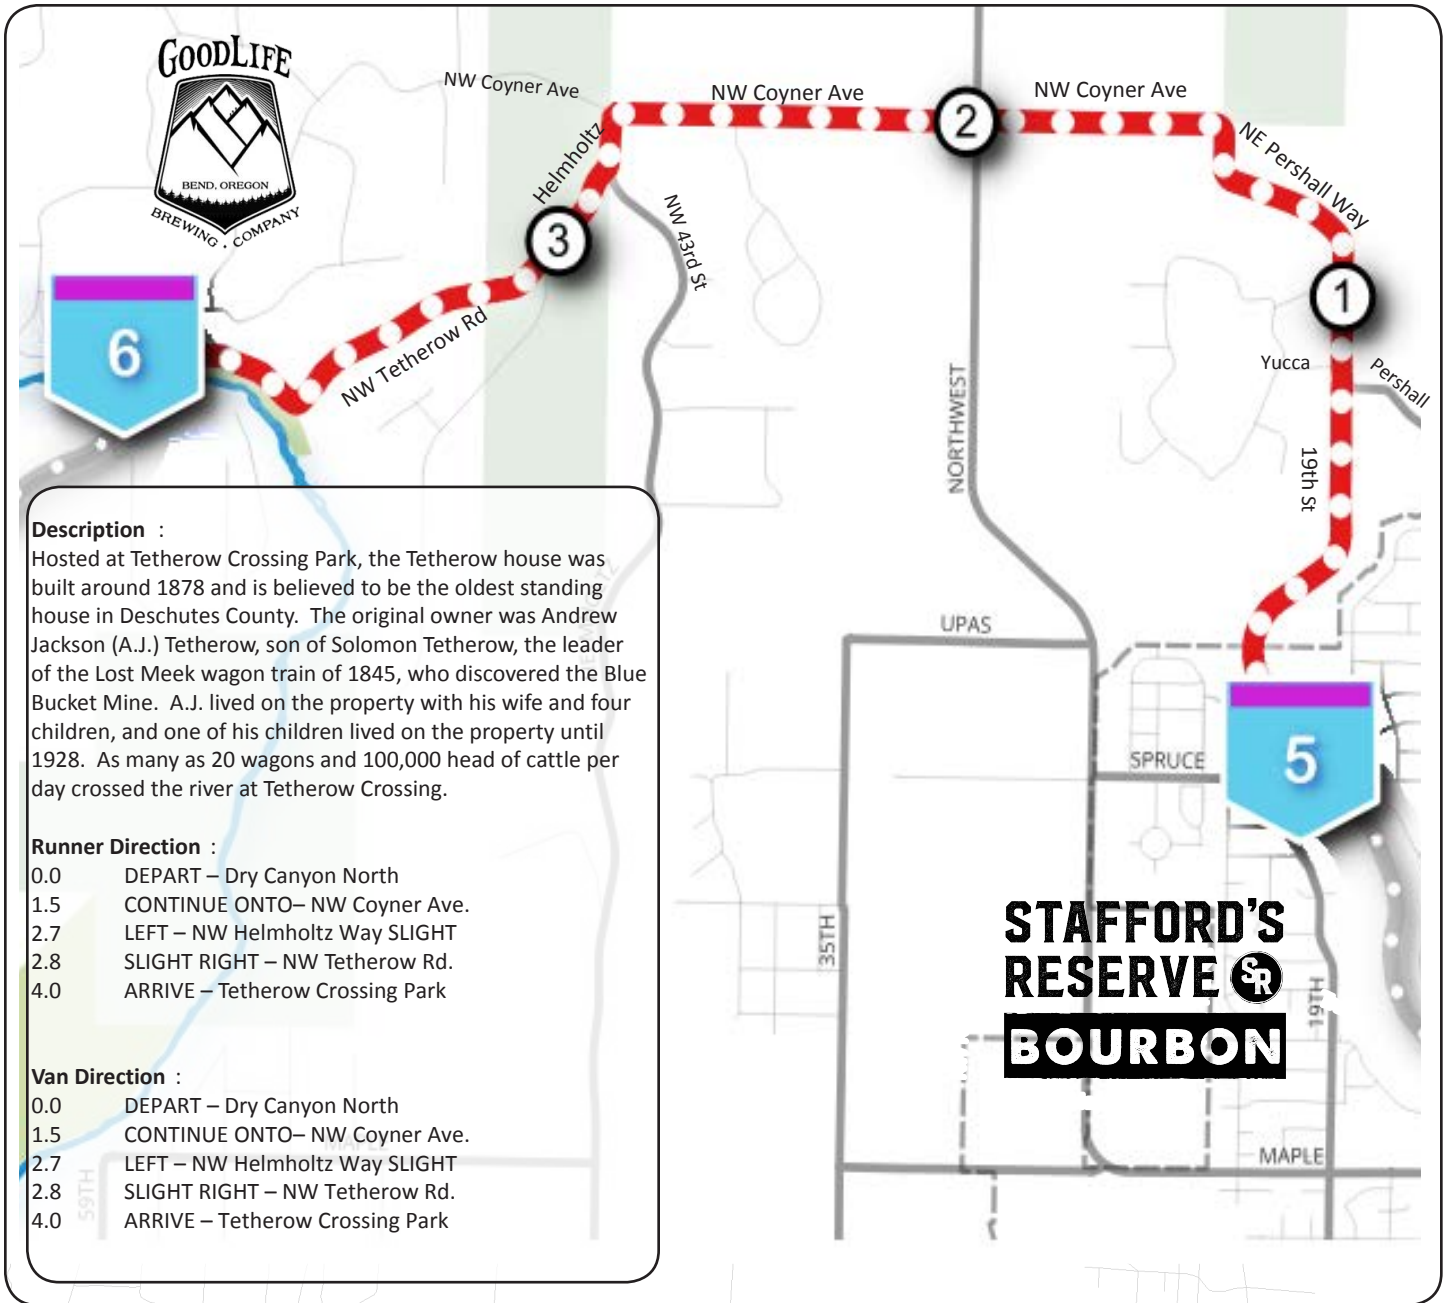 GOODLIFE
BEND, OREGON
BREWING · COMPANY
NW Coyner Ave
NW Coyner Ave
NW Coyner Ave
2
Helmholtz
NE Pershall Way
3
NW 43rd St
1
6
NW Tetherow Rd
Yucca
Pershall
NORTHWEST
19th St
UPAS
SPRUCE
5
35TH
19TH
MAPLE
STAFFORD'S
RESERVE SR
BOURBON
Description :
Hosted at Tetherow Crossing Park, the Tetherow house was
built around 1878 and is believed to be the oldest standing
house in Deschutes County. The original owner was Andrew
Jackson (A.J.) Tetherow, son of Solomon Tetherow, the leader
of the Lost Meek wagon train of 1845, who discovered the Blue
Bucket Mine. A.J. lived on the property with his wife and four
children, and one of his children lived on the property until
1928. As many as 20 wagons and 100,000 head of cattle per
day crossed the river at Tetherow Crossing.
Runner Direction :
0.0 DEPART – Dry Canyon North
1.5 CONTINUE ONTO– NW Coyner Ave.
2.7 LEFT – NW Helmholtz Way SLIGHT
2.8 SLIGHT RIGHT – NW Tetherow Rd.
4.0 ARRIVE – Tetherow Crossing Park
Van Direction :
0.0 DEPART – Dry Canyon North
1.5 CONTINUE ONTO– NW Coyner Ave.
2.7 LEFT – NW Helmholtz Way SLIGHT
2.8 SLIGHT RIGHT – NW Tetherow Rd.
4.0 ARRIVE – Tetherow Crossing Park
MAPLE
59TH